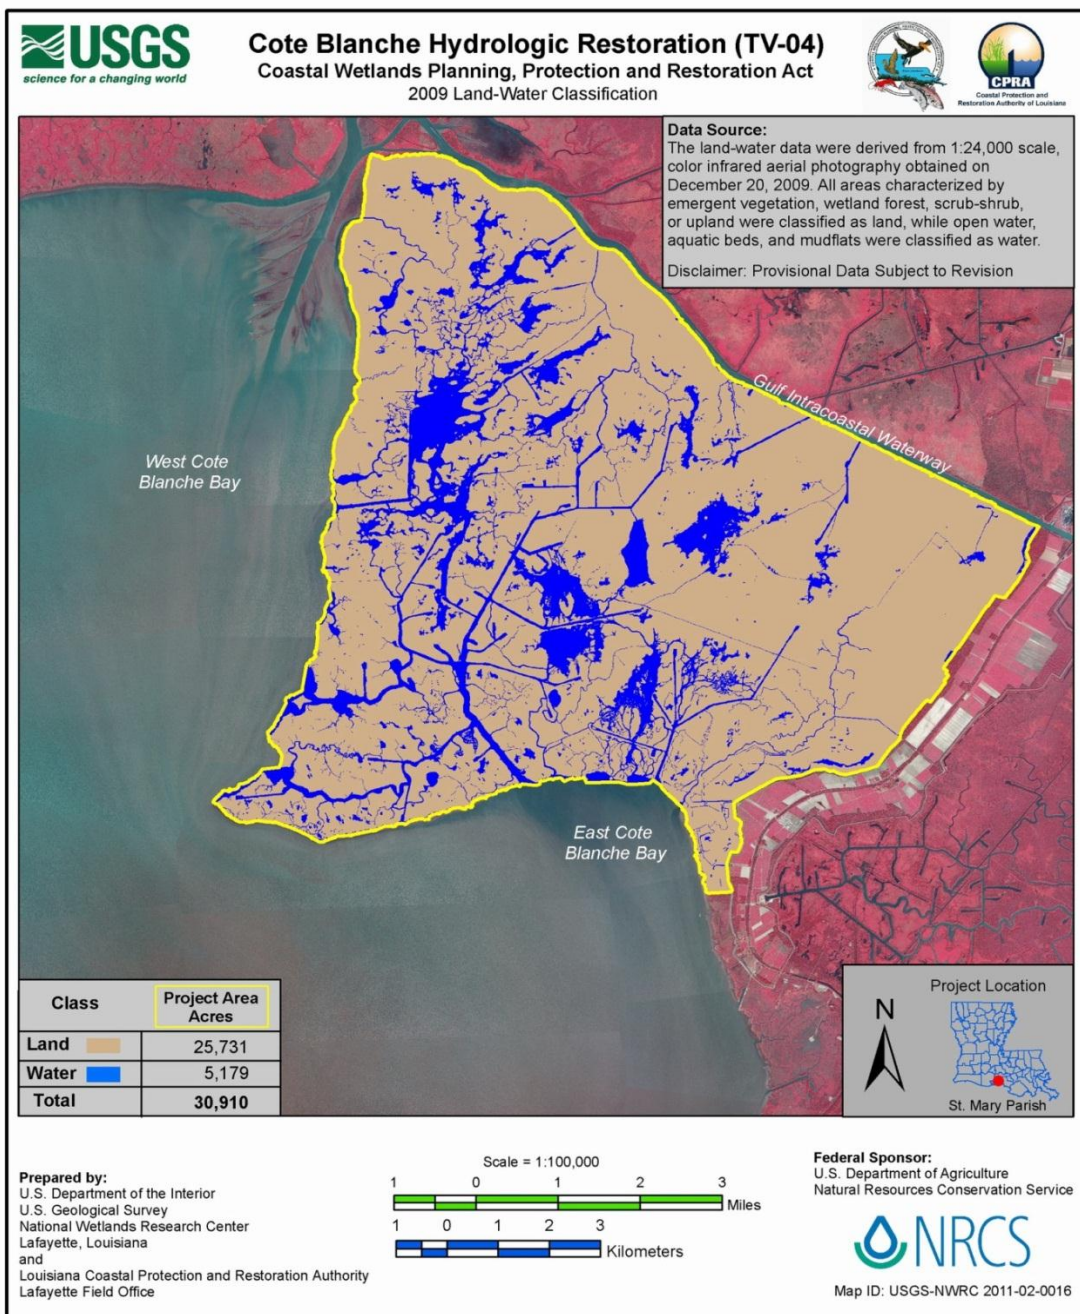 USGS
science for a changing world
Cote Blanche Hydrologic Restoration (TV-04)
Coastal Wetlands Planning, Protection and Restoration Act
2009 Land-Water Classification
CPRA
Coastal Protection and
Restoration Authority of Louisiana
Data Source:
The land-water data were derived from 1:24,000 scale,
color infrared aerial photography obtained on
December 20, 2009. All areas characterized by
emergent vegetation, wetland forest, scrub-shrub,
or upland were classified as land, while open water,
aquatic beds, and mudflats were classified as water.
Disclaimer: Provisional Data Subject to Revision
Gulf Intracoastal Waterway
West Cote
Blanche Bay
East Cote
Blanche Bay
Class Project Area
Acres
Land 25,731
Water 5,179
Total 30,910
N
Project Location
St. Mary Parish
Prepared by:
U.S. Department of the Interior
U.S. Geological Survey
National Wetlands Research Center
Lafayette, Louisiana
and
Louisiana Coastal Protection and Restoration Authority
Lafayette Field Office
Scale = 1:100,000
1 0 1 2 3
Miles
1 0 1 2 3
Kilometers
Federal Sponsor:
U.S. Department of Agriculture
Natural Resources Conservation Service
NRCS
Map ID: USGS-NWRC 2011-02-0016